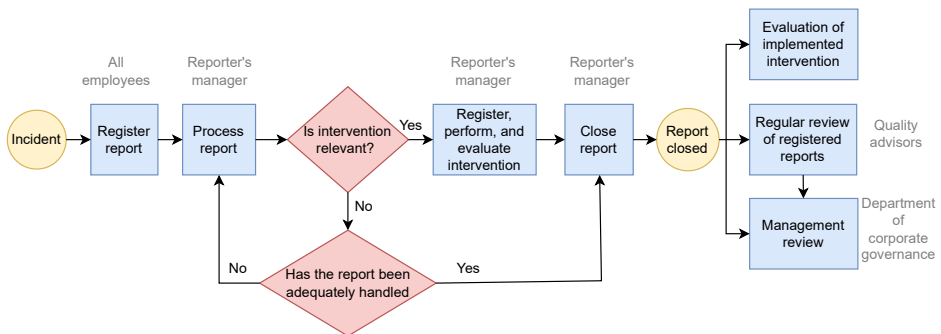 All
employees
Reporter's
manager
Reporter's
manager
Reporter's
manager
Incident
Register
report
Process
report
Is intervention
relevant?
Yes
No
Register,
perform, and
evaluate
intervention
Close
report
Report
closed
Has the report been
adequately handled
No
Yes
Evaluation of
implemented
intervention
Regular review
of registered
reports
Quality
advisors
Management
review
Department
of
corporate
governance